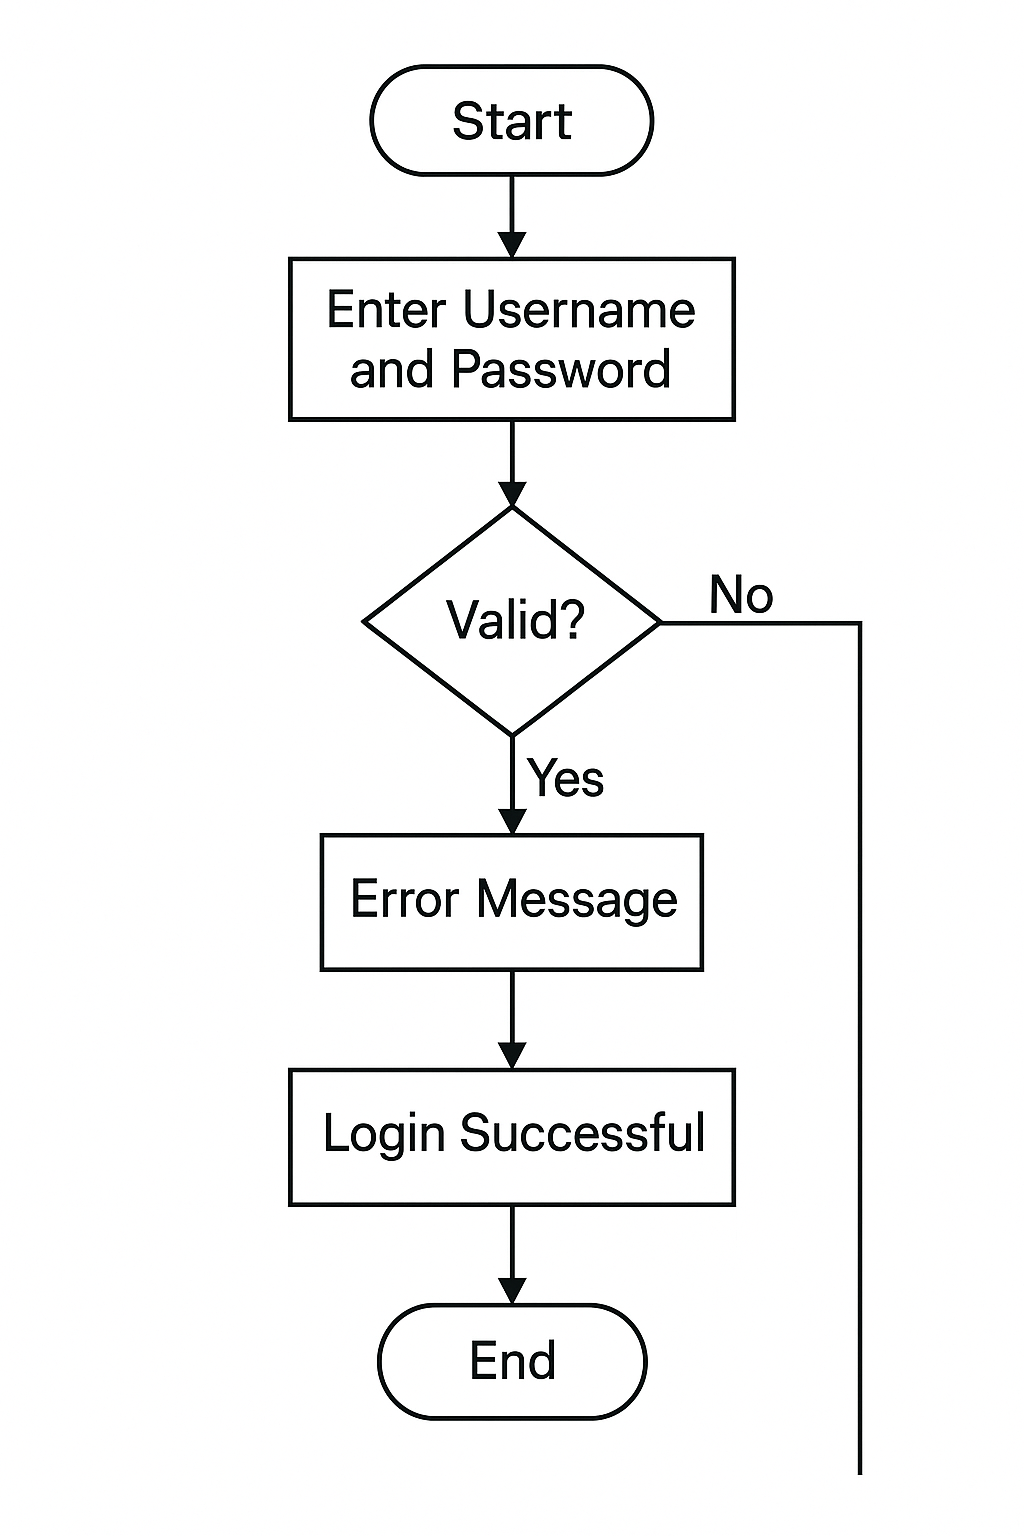 Start
Enter Username
and Password
Valid?
No
Yes
Error Message
Login Successful
End